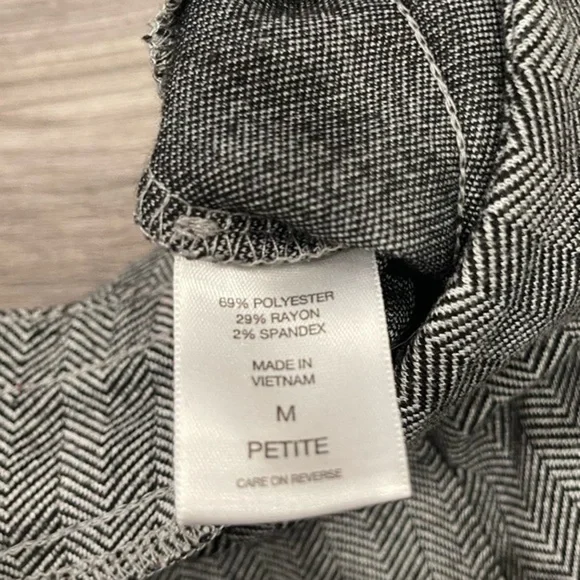 69% POLYESTER
29% RAYON
2% SPANDEX
MADE IN
VIETNAM
M
PETITE
CARE ON REVERSE